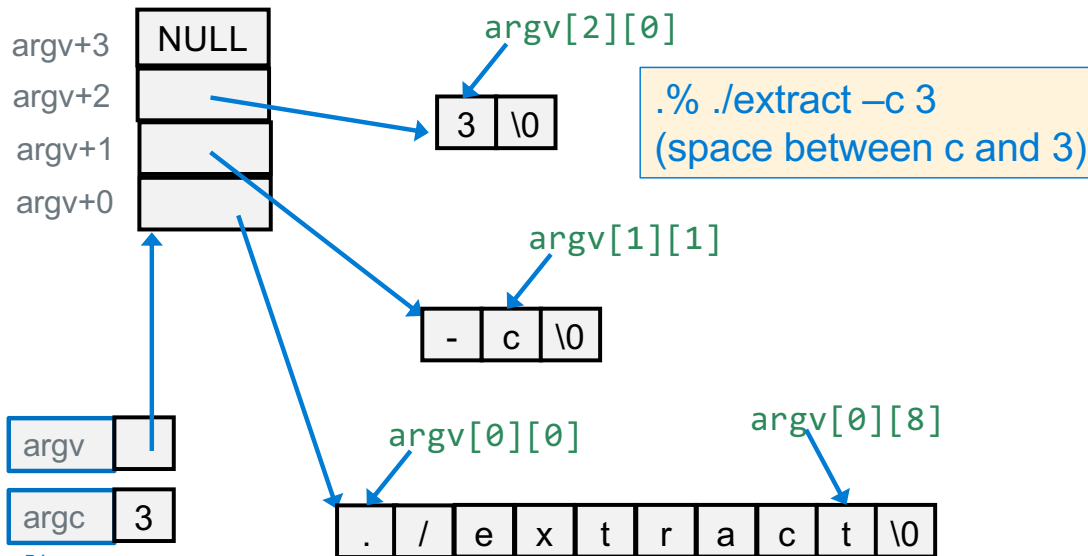 argv+3 NULL
argv+2
argv+1
argv+0
argv[2][0]
3 \0
.% ./extract –c 3
(space between c and 3)
argv[1][1]
- c \0
argv
argc 3
argv[0][0]
argv[0][8]
. / e x t r a c t \0